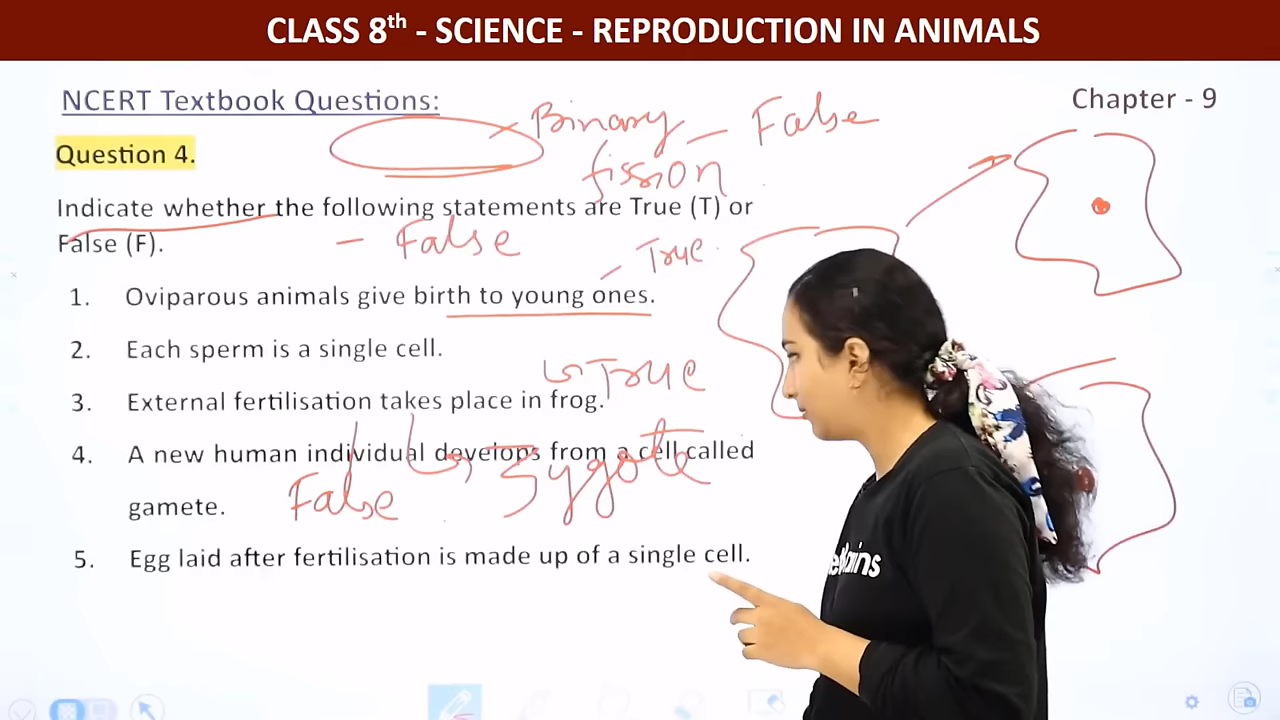 CLASS 8th - SCIENCE - REPRODUCTION IN ANIMALS
NCERT Textbook Questions:
Chapter - 9
Binary fission - False
Question 4.
Indicate whether the following statements are True (T) or
False (F).
- False
- True
1. Oviparous animals give birth to young ones.
2. Each sperm is a single cell.
True
3. External fertilisation takes place in frog.
4. A new human individual develops from a cell called
gamete.
False
Zygote
5. Egg laid after fertilisation is made up of a single cell.